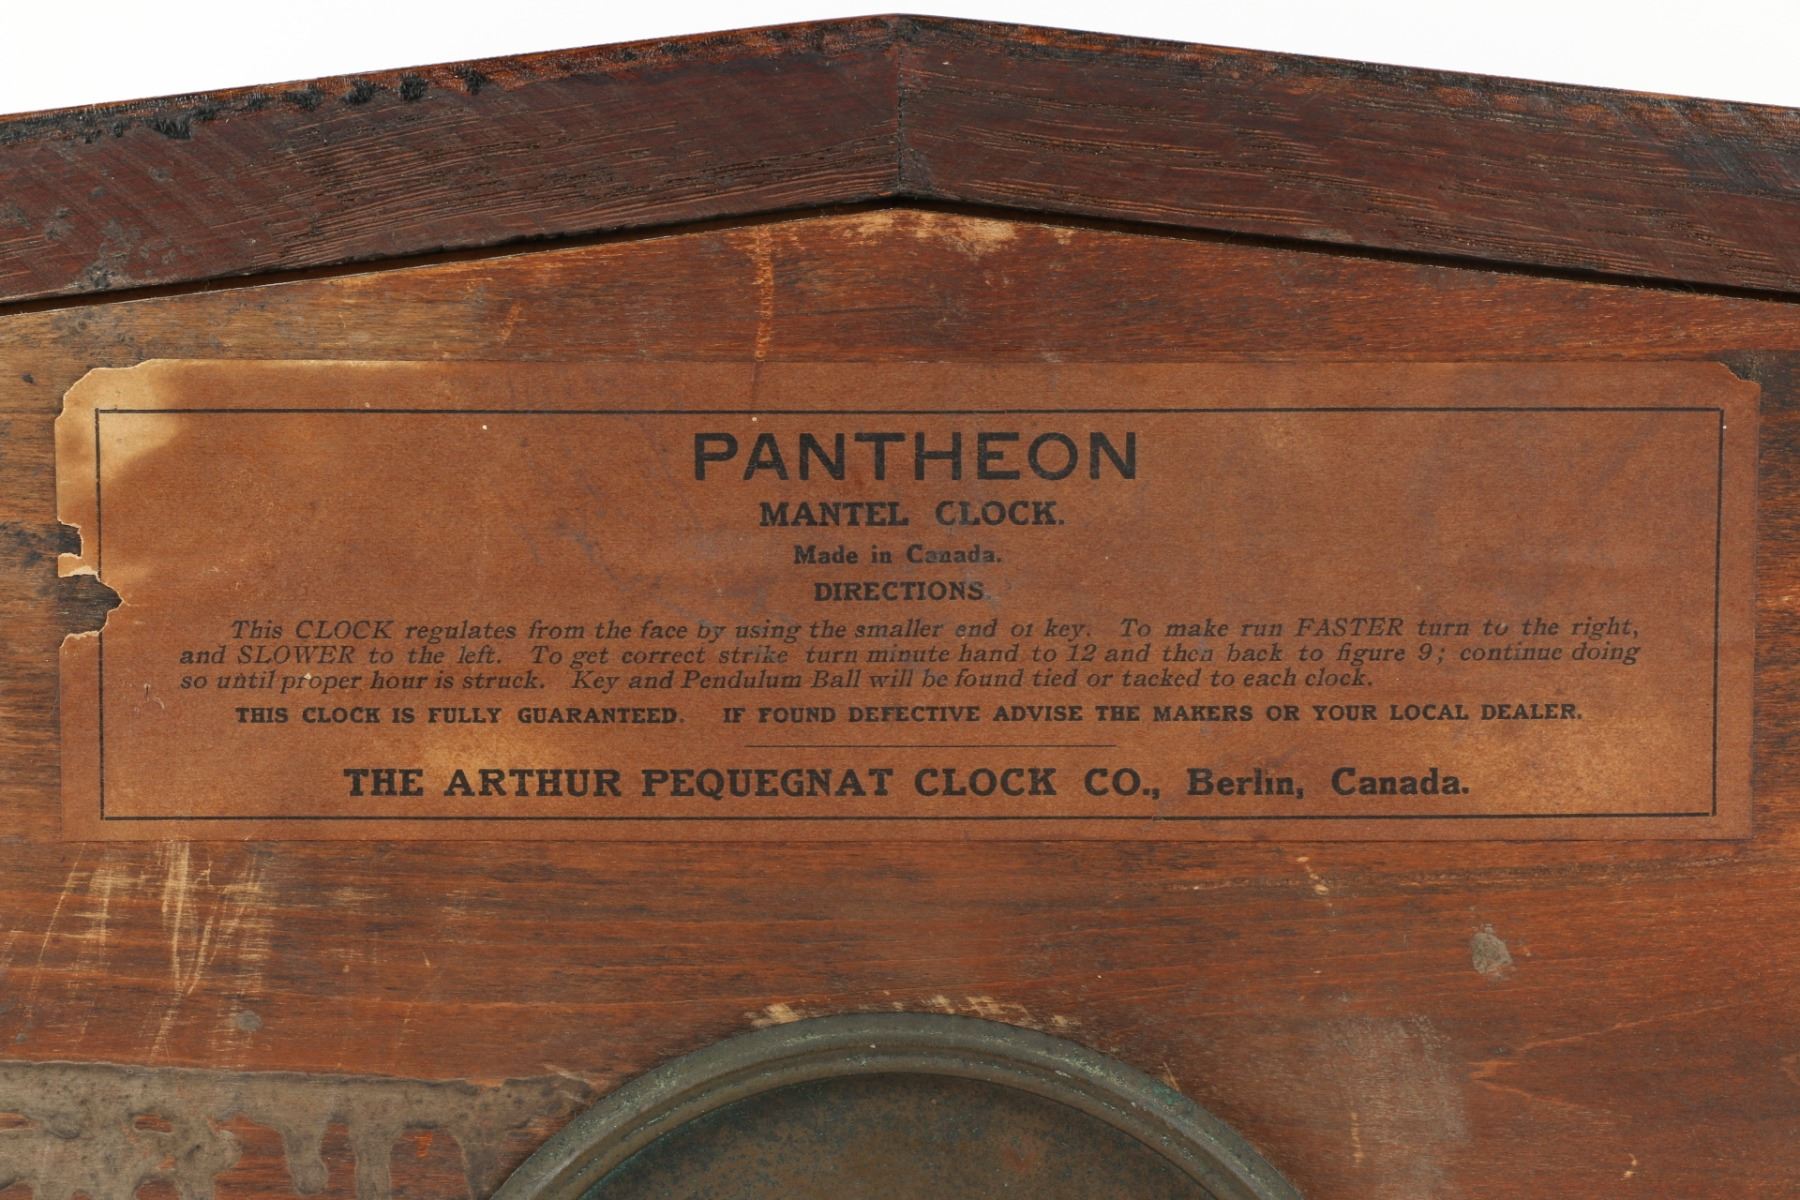 PANTHEON
MANTEL CLOCK.
Made in Canada.
DIRECTIONS.
This CLOCK regulates from the face by using the smaller end of key. To make run FASTER turn to the right,
and SLOWER to the left. To get correct strike turn minute hand to 12 and then back to figure 9; continue doing
so until proper hour is struck. Key and Pendulum Ball will be found tied or tacked to each clock.
THIS CLOCK IS FULLY GUARANTEED. IF FOUND DEFECTIVE ADVISE THE MAKERS OR YOUR LOCAL DEALER.
THE ARTHUR PEQUEGNAT CLOCK CO., Berlin, Canada.